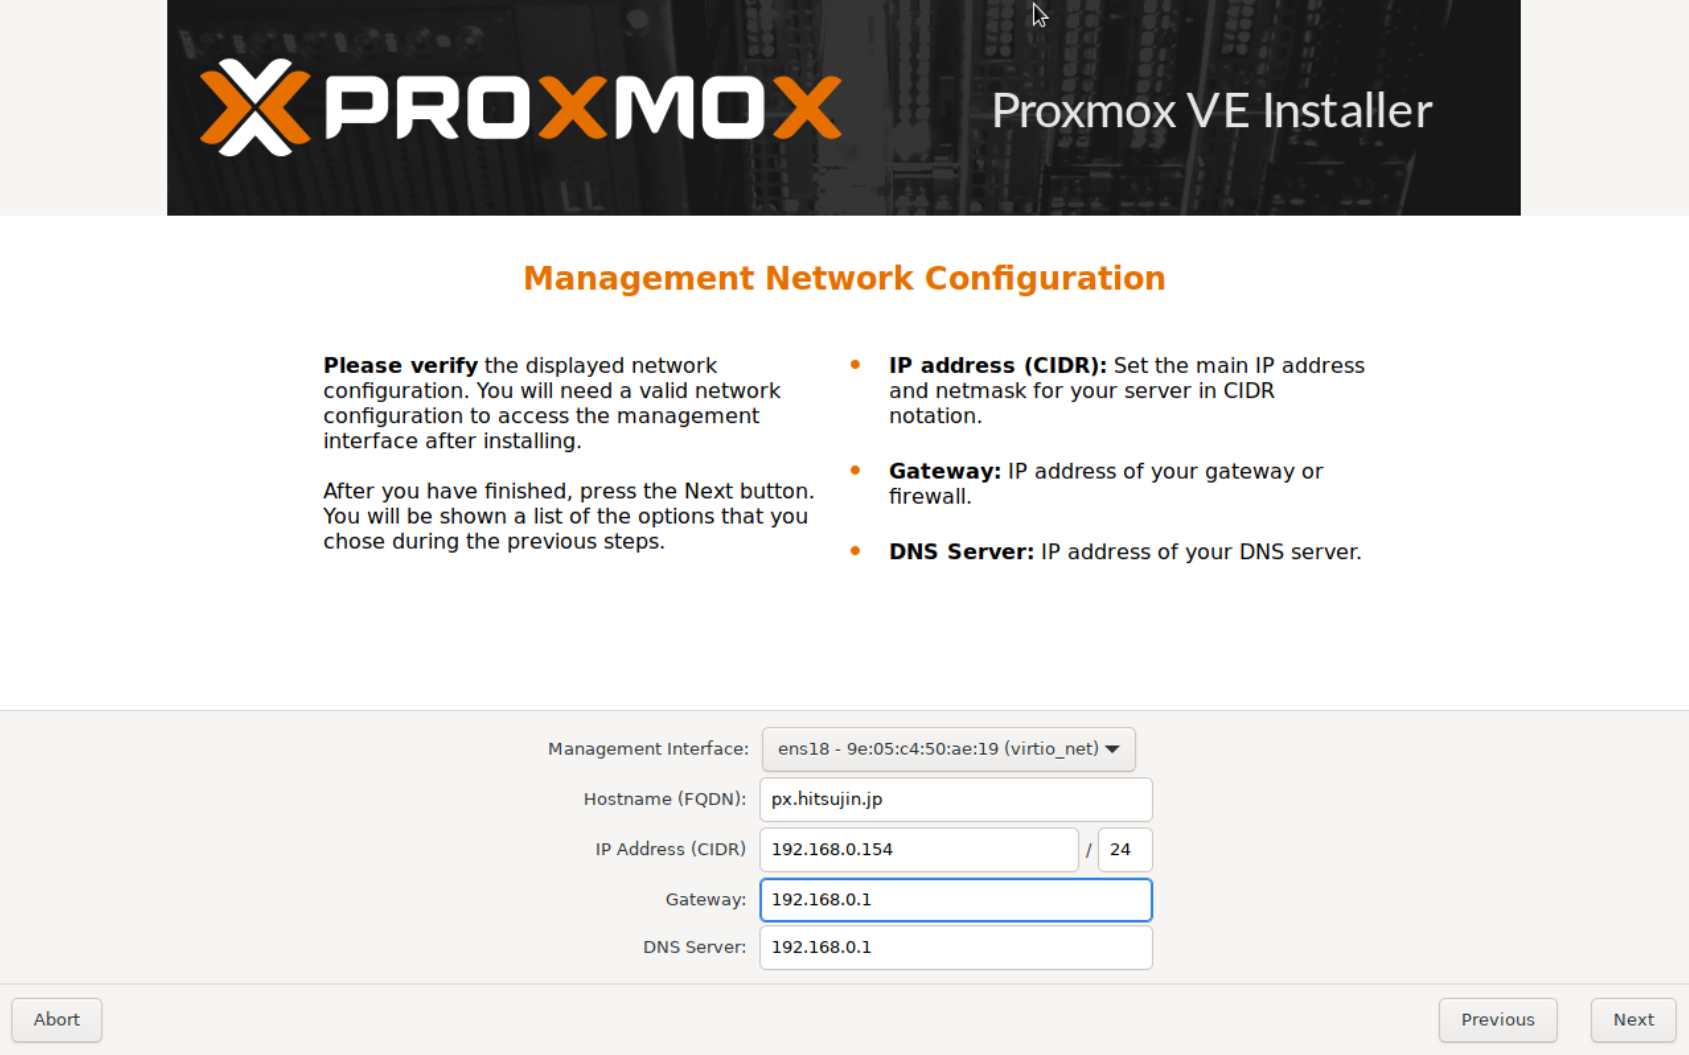 PROXMOX
Proxmox VE Installer
Management Network Configuration
Please verify the displayed network
configuration. You will need a valid network
configuration to access the management
interface after installing.
After you have finished, press the Next button.
You will be shown a list of the options that you
chose during the previous steps.
IP address (CIDR): Set the main IP address
and netmask for your server in CIDR
notation.
Gateway: IP address of your gateway or
firewall.
DNS Server: IP address of your DNS server.
Management Interface: ens18 - 9e:05:c4:50:ae:19 (virtio_net)
Hostname (FQDN): px.hitsujin.jp
IP Address (CIDR) 192.168.0.154 / 24
Gateway: 192.168.0.1
DNS Server: 192.168.0.1
Abort Previous Next